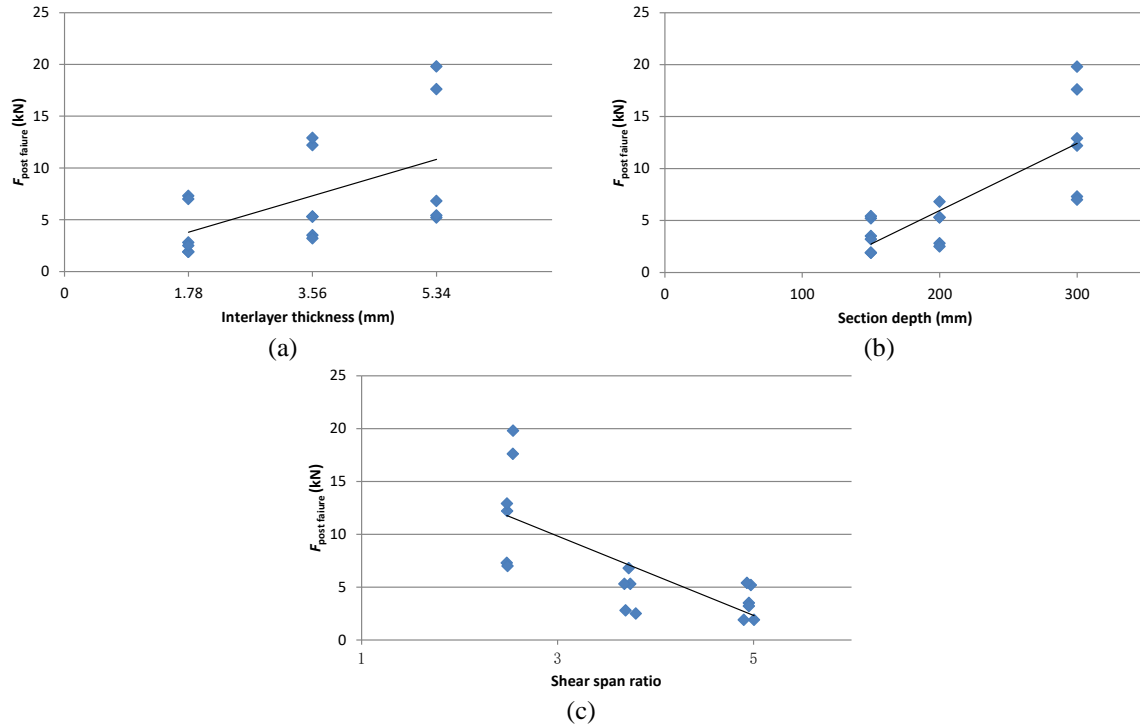 25
20
15
10
5
0
F post faiure (kN)
0 1.78 3.56 5.34
Interlayer thickness (mm)
(a)
25
20
15
10
5
0
F post faiure (kN)
0 100 200 300
Section depth (mm)
(b)
25
20
15
10
5
0
F post faiure (kN)
1 3 5
Shear span ratio
(c)